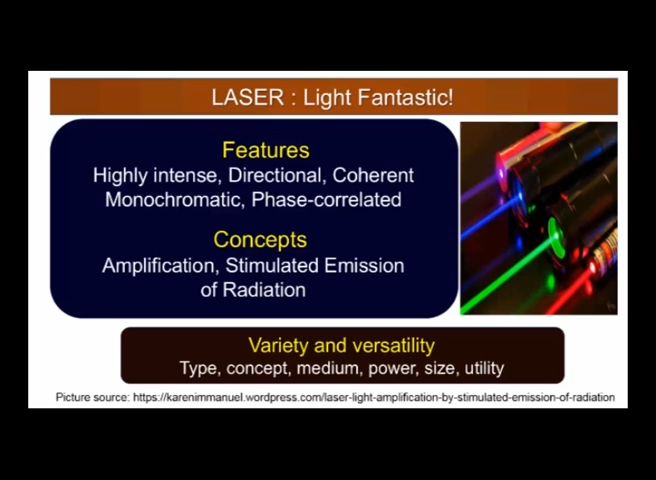 LASER : Light Fantastic!
Features
Highly intense, Directional, Coherent
Monochromatic, Phase-correlated
Concepts
Amplification, Stimulated Emission
of Radiation
Variety and versatility
Type, concept, medium, power, size, utility
Picture source: https://karenimmanuel.wordpress.com/laser-light-amplification-by-stimulated-emission-of-radiation